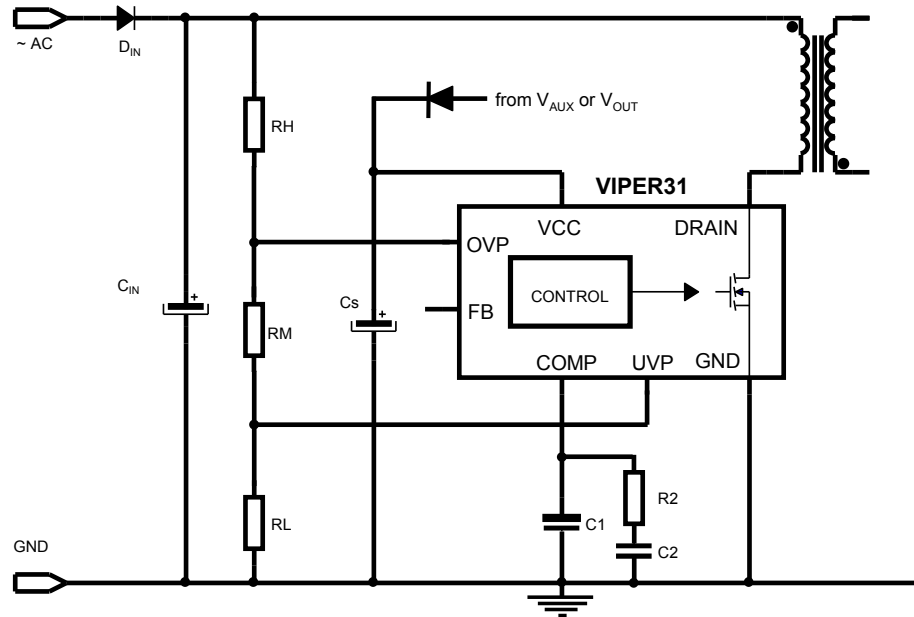 ~ AC
D_IN
from V_AUX or V_OUT
RH
VIPER31
VCC
DRAIN
OVP
C_IN
Cs
CONTROL
FB
RM
COMP
UVP
GND
R2
RL
C1
GND
C2
+
+